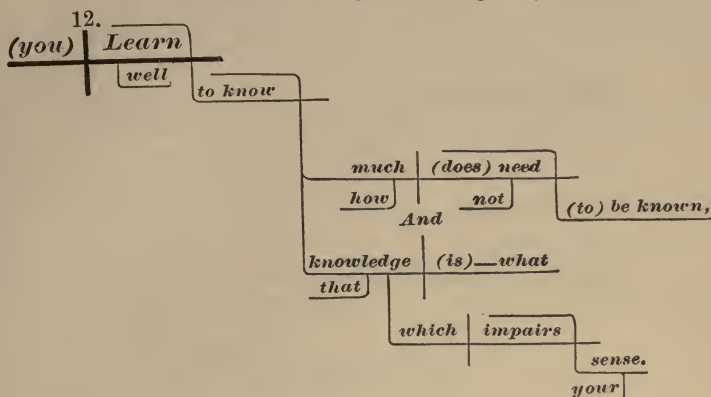 12.
(you) Learn
well
to know
much (does) need
how not
And
(to) be known,
knowledge (is)—what
that
which impairs
sense.
your